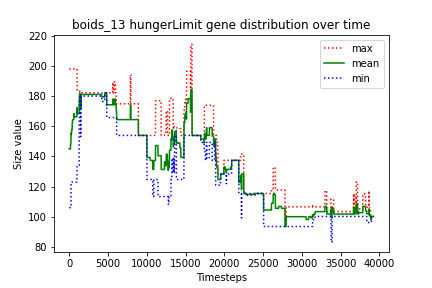 boids_13 hungerLimit gene distribution over time
220
200
180
160
140
120
100
80
Size value
max
mean
min
0
5000
10000
15000
20000
25000
30000
35000
40000
Timesteps